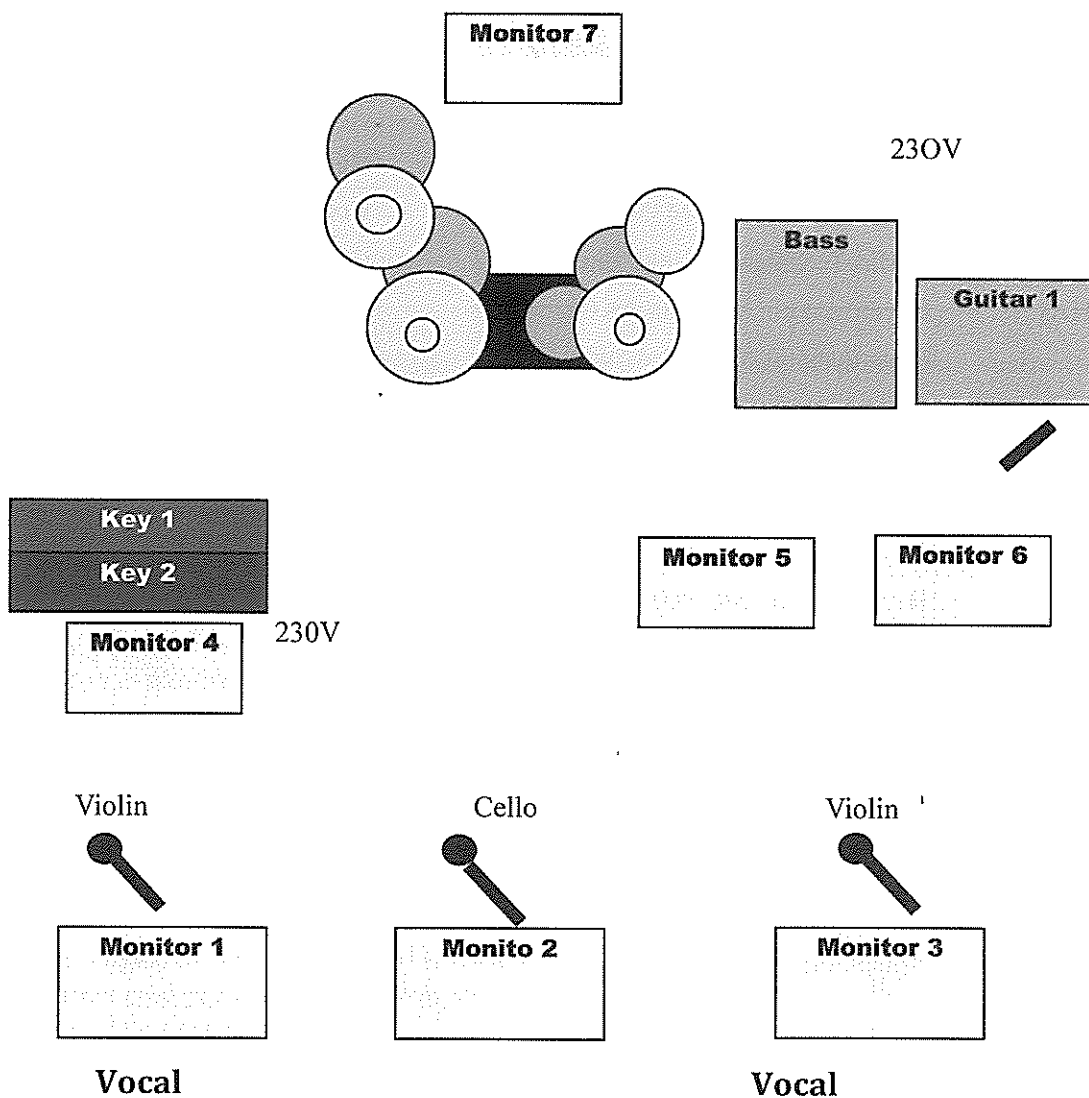 Monitor 7
23OV
Bass
Guitar 1
Key 1
Key 2
Monitor 5
Monitor 6
Monitor 4
230V
Violin
Cello
Violin
Monitor 1
Monito 2
Monitor 3
Vocal
Vocal